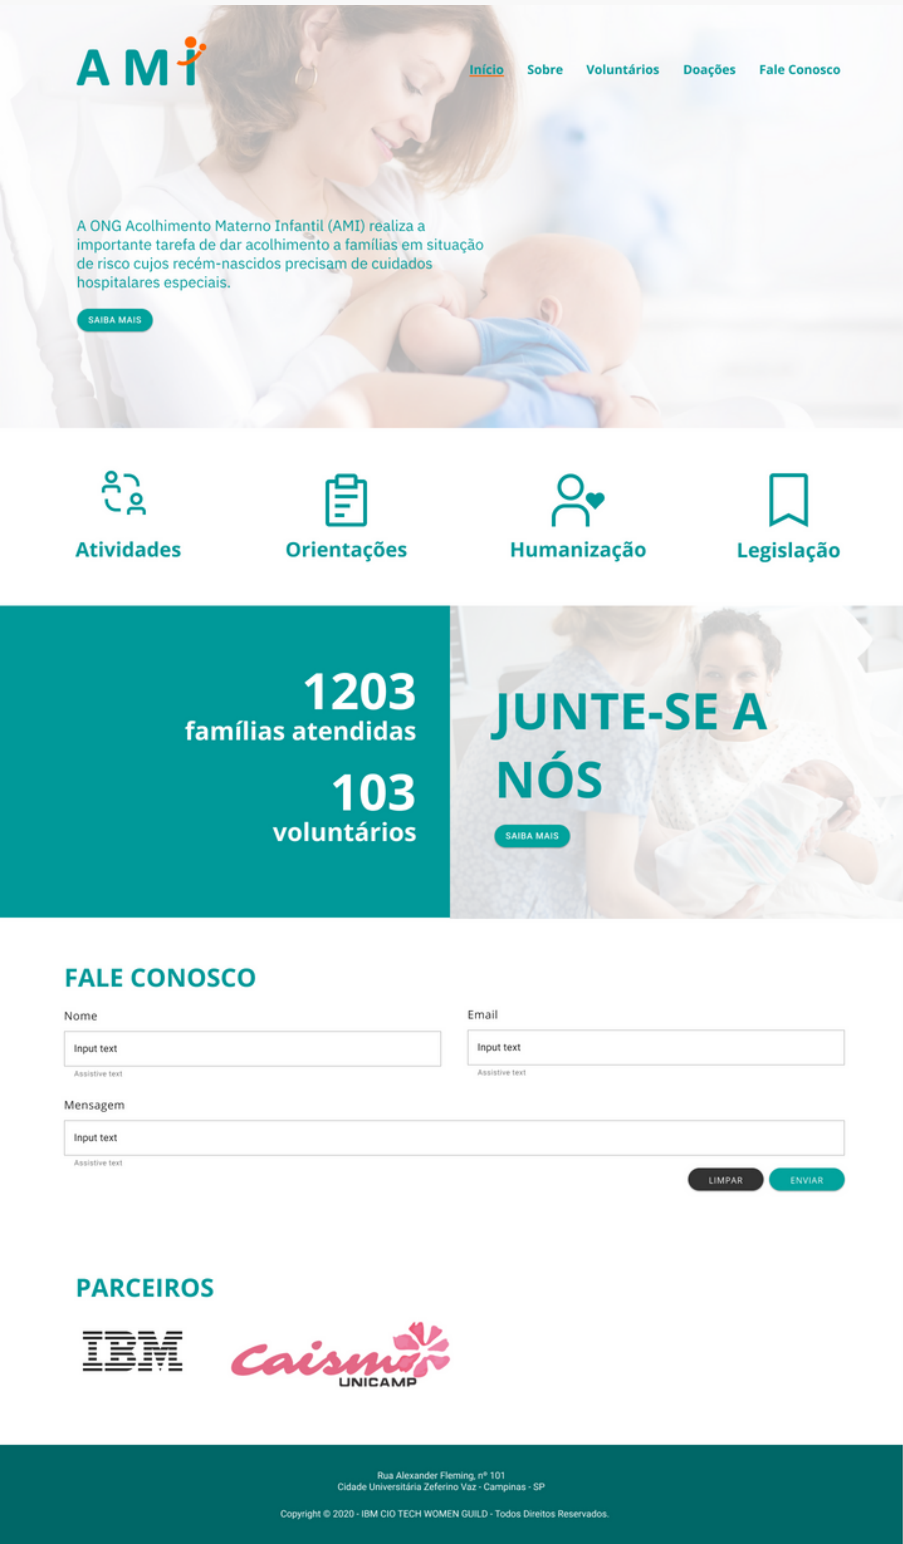 AMI
Início Sobre Voluntários Doações Fale Conosco
A ONG Acolhimento Materno Infantil (AMI) realiza a
importante tarefa de dar acolhimento a famílias em situação
de risco cujos recém-nascidos precisam de cuidados
hospitalares especiais.
SAIBA MAIS
Atividades
Orientações
Humanização
Legislação
1203
famílias atendidas
103
voluntários
JUNTE-SE A
NÓS
SAIBA MAIS
FALE CONOSCO
Nome
Input text
Assistive text
Email
Input text
Assistive text
Mensagem
Input text
Assistive text
LIMPAR
ENVIAR
PARCEIROS
IBM
caism
UNICAMP
Rua Alexander Fleming, nº 101
Cidade Universitária Zeferino Vaz - Campinas - SP
Copyright © 2020 - IBM CIO TECH WOMEN GUILD - Todos Direitos Reservados.